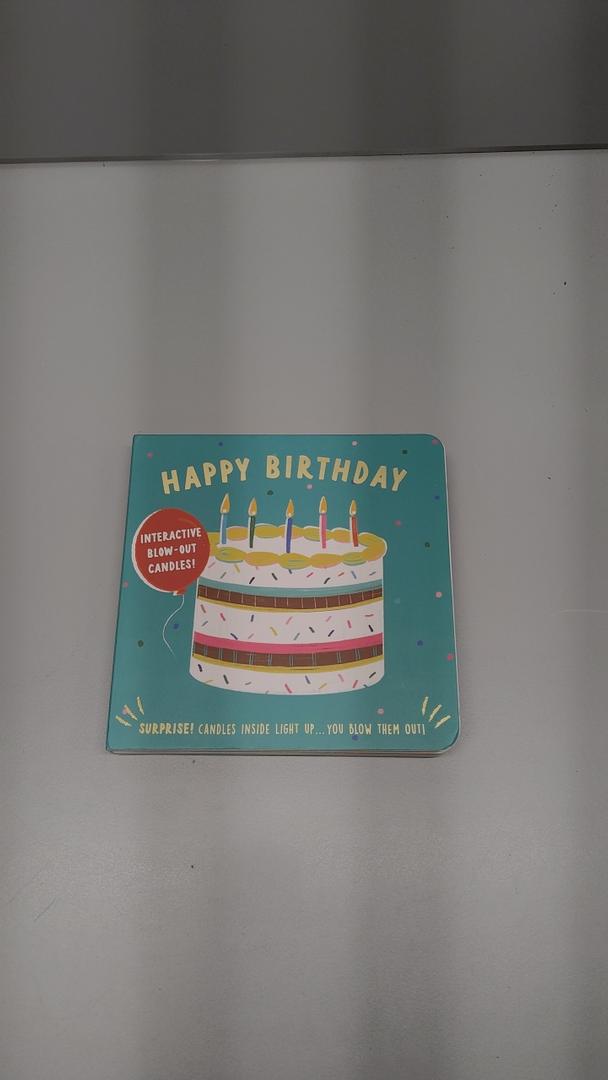 HAPPY BIRTHDAY
INTERACTIVE
BLOW-OUT
CANDLES!
SURPRISE! CANDLES INSIDE LIGHT UP...YOU BLOW THEM OUT!